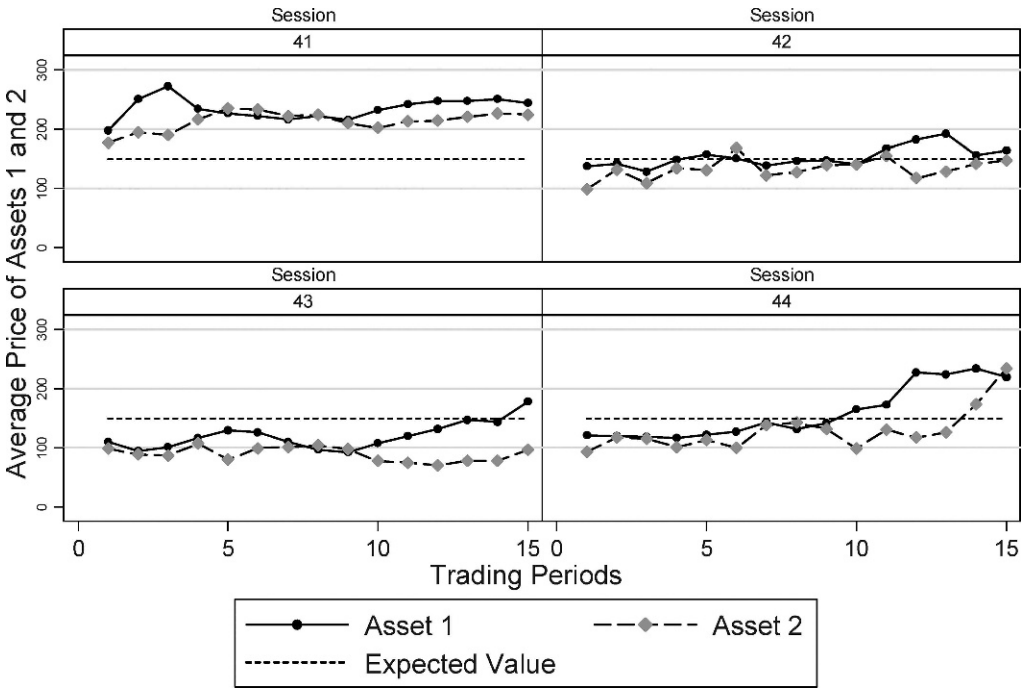 Session Session
41 42
300
200
100
0
Average Price of Assets 1 and 2
Session Session
43 44
300
200
100
0
0 5 10 15 0 5 10 15
Trading Periods
Asset 1 Asset 2
Expected Value